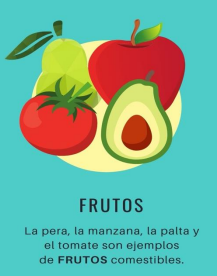 FRUTOS
La pera, la manzana, la palta y
el tomate son ejemplos
de FRUTOS comestibles.